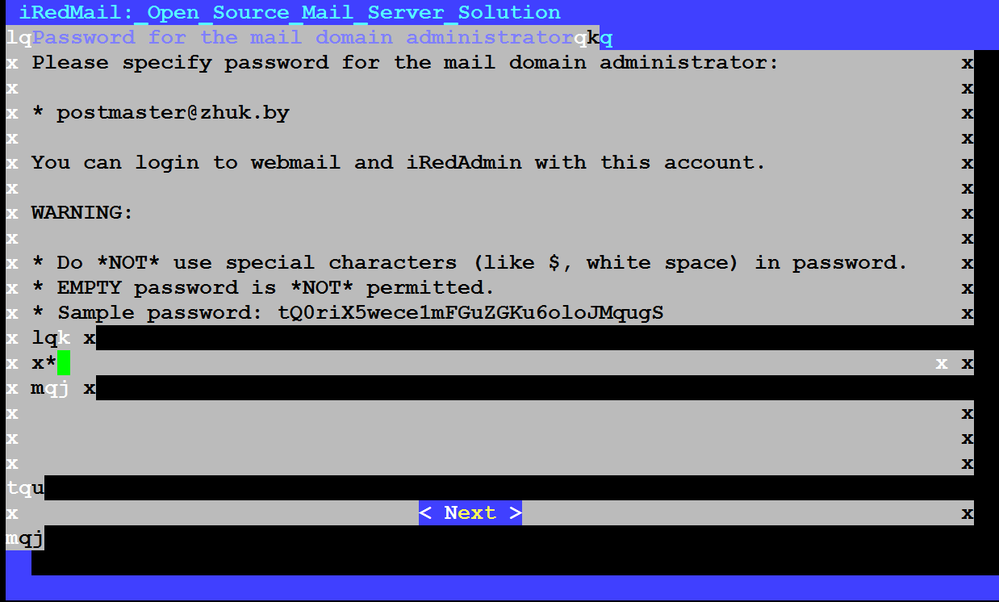 iRedMail:_Open_Source_Mail_Server_Solution
lqPassword for the mail domain administratorqkq
x Please specify password for the mail domain administrator: x
x x
x * postmaster@zhuk.by x
x x
x You can login to webmail and iRedAdmin with this account. x
x x
x WARNING: x
x x
x * Do *NOT* use special characters (like $, white space) in password. x
x * EMPTY password is *NOT* permitted. x
x * Sample password: tQ0riX5wece1mFGuZGKu6oloJMqugS x
x lqk x
x x* x x
x mqj x
x x
x x
x x
tqu
x < Next > x
mqj